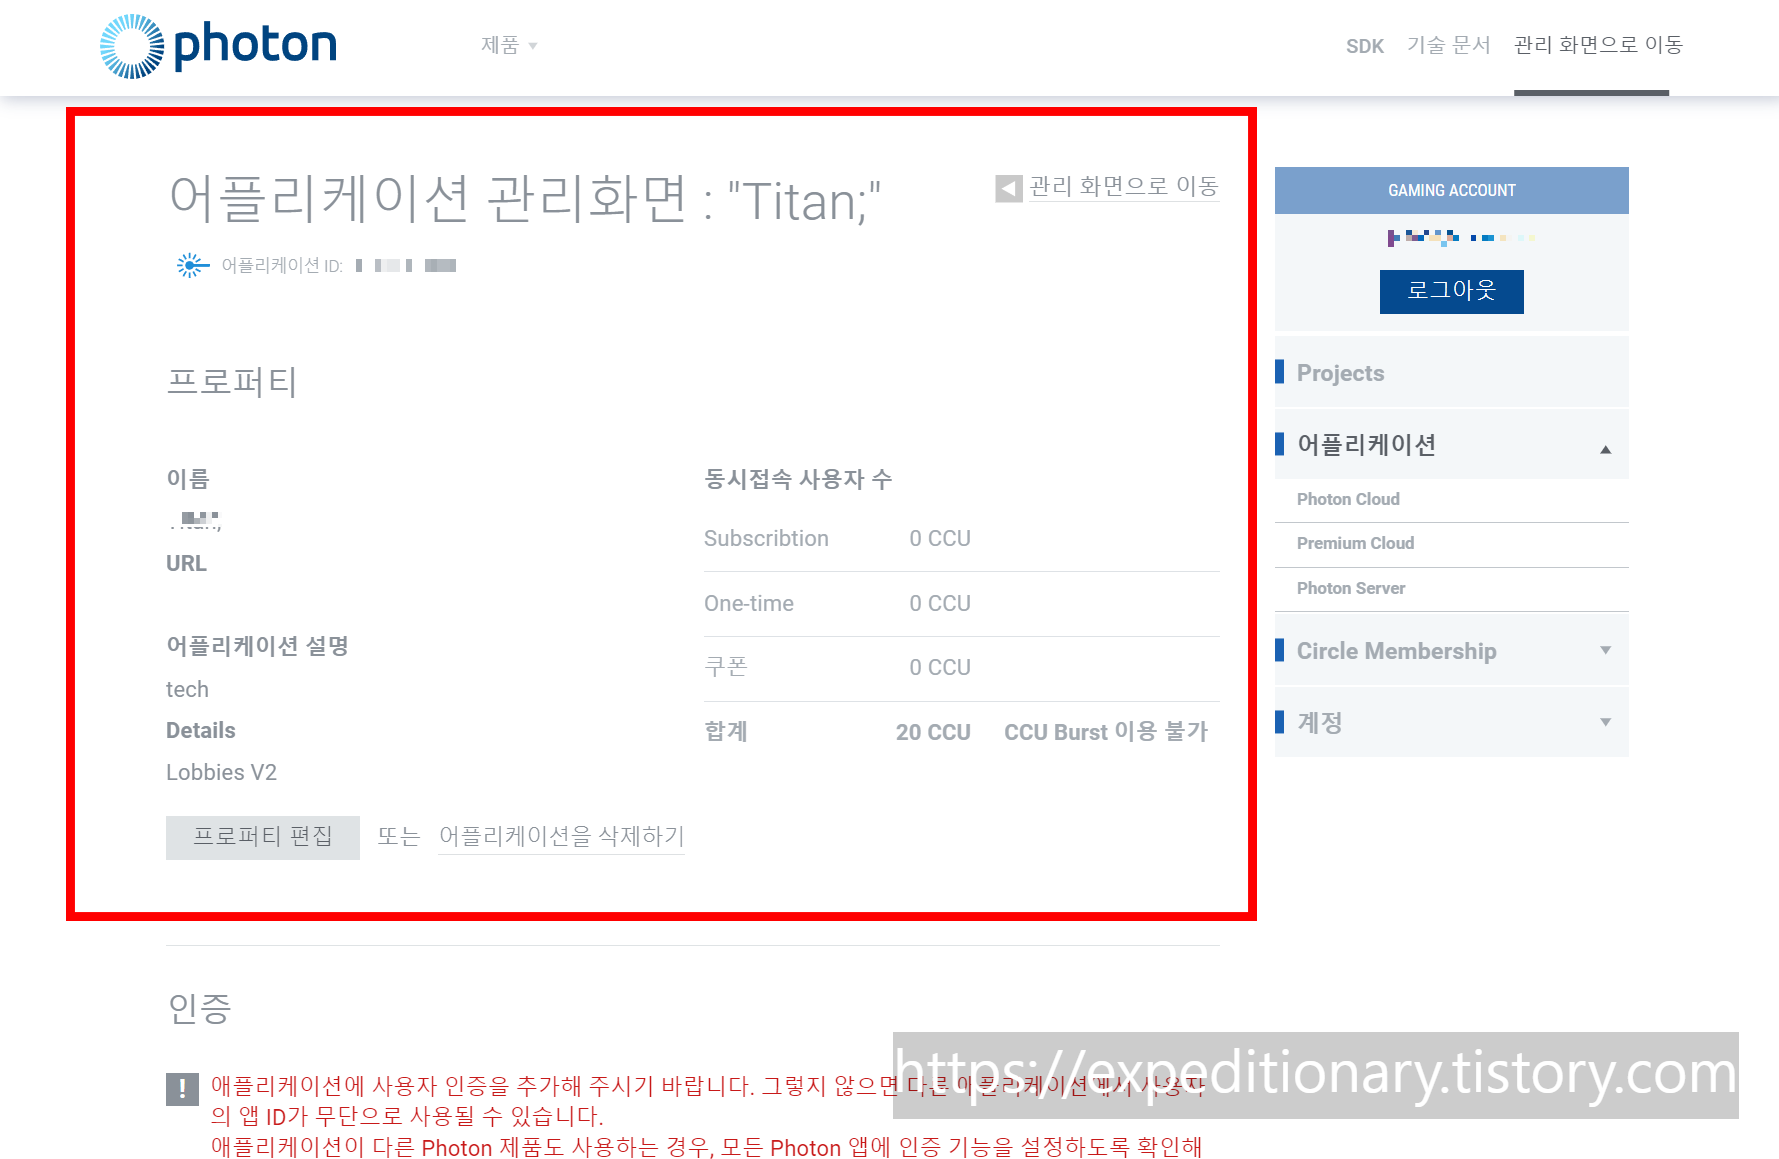 photon
제품
SDK 기술 문서 관리 화면으로 이동
어플리케이션 관리화면 : "Titan;"
관리 화면으로 이동
어플리케이션 ID:
프로퍼티
이름
URL
어플리케이션 설명
tech
Details
Lobbies V2
프로퍼티 편집 또는 어플리케이션을 삭제하기
동시접속 사용자 수
Subscribtion 0 CCU
One-time 0 CCU
쿠폰 0 CCU
합계 20 CCU CCU Burst 이용 불가
GAMING ACCOUNT
로그아웃
Projects
어플리케이션
Photon Cloud
Premium Cloud
Photon Server
Circle Membership
계정
인증
! 애플리케이션에 사용자 인증을 추가해 주시기 바랍니다. 그렇지 않으면 다른 애플리케이션에서 사용자
의 앱 ID가 무단으로 사용될 수 있습니다.
애플리케이션이 다른 Photon 제품도 사용하는 경우, 모든 Photon 앱에 인증 기능을 설정하도록 확인해
https://expeditionary.tistory.com